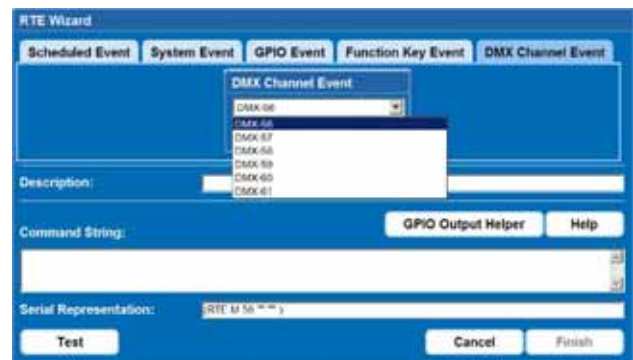 RTE Wizard
Scheduled Event System Event GPIO Event Function Key Event DMX Channel Event
DMX Channel Event
DMX-56
DMX-56
DMX-57
DMX-58
DMX-59
DMX-60
DMX-61
Description:
GPIO Output Helper Help
Command String:
Serial Representation: (RTE M 56 "" "" )
Test Cancel Finish